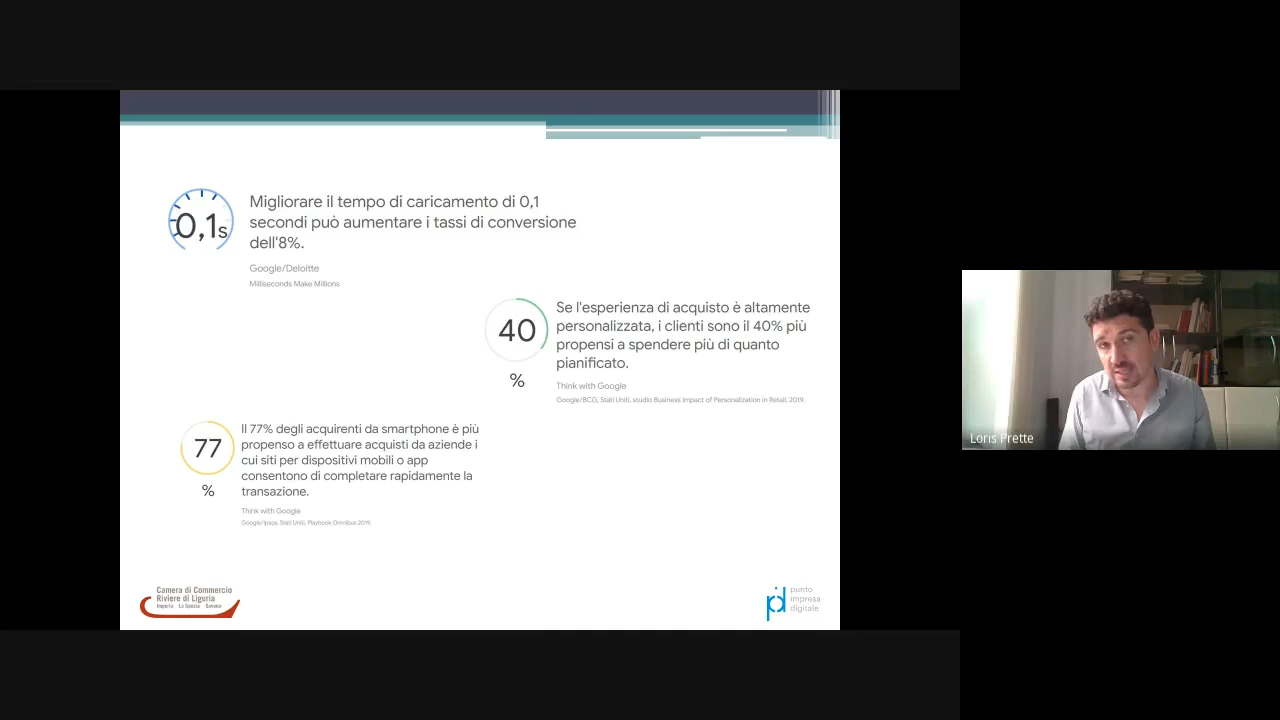 0,1s
Migliorare il tempo di caricamento di 0,1
secondi può aumentare i tassi di conversione
dell'8%.
Google/Deloitte
Milliseconds Make Millions
40
%
Se l'esperienza di acquisto è altamente
personalizzata, i clienti sono il 40% più
propensi a spendere più di quanto
pianificato.
Think with Google
Google/BCG, Stati Uniti, studio Business Impact of Personalization in Retail, 2019.
77
%
Il 77% degli acquirenti da smartphone è più
propenso a effettuare acquisti da aziende i
cui siti per dispositivi mobili o app
consentono di completare rapidamente la
transazione.
Think with Google
Google/Ipsos, Stati Uniti, Playbook Omnibus 2019.
Camera di Commercio
Riviere di Liguria
Imperia La Spezia Savona
pid
punto
impresa
digitale
Loris Prette